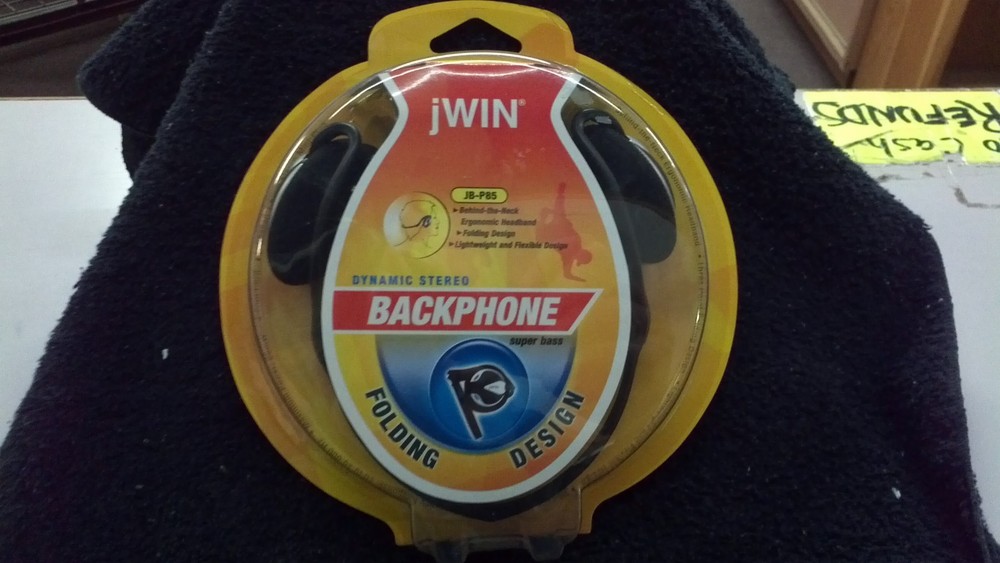 jWIN®
JB-P85
▸Behind-the-Neck
Ergonomic Headband
▸Folding Design
▸Lightweight and Flexible Design
DYNAMIC STEREO
BACKPHONE
super bass
FOLDING DESIGN
Cash
REFUNDS